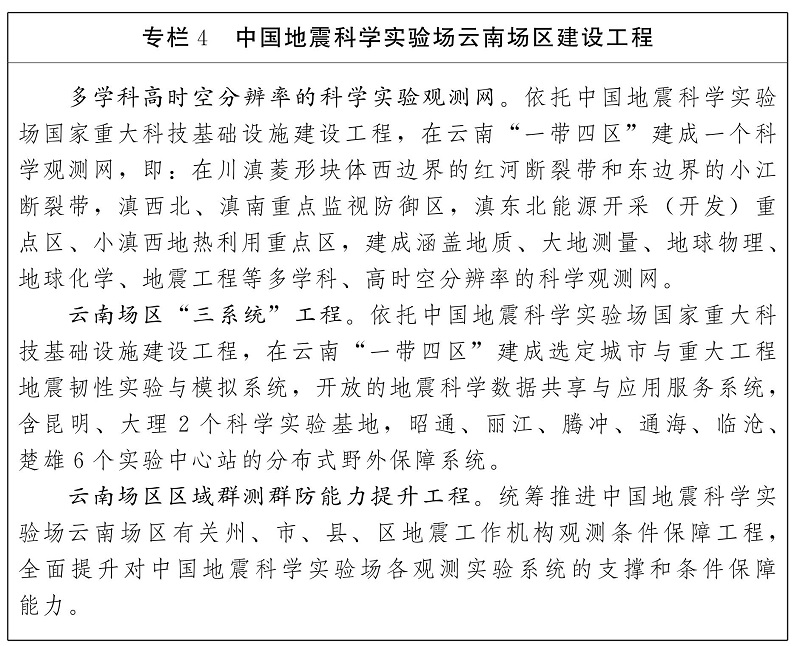 专栏 4　中国地震科学实验场云南场区建设工程
多学科高时空分辨率的科学实验观测网。依托中国地震科学实验
场国家重大科技基础设施建设工程，在云南“一带四区”建成一个科
学观测网，即：在川滇菱形块体西边界的红河断裂带和东边界的小江
断裂带，滇西北、滇南重点监视防御区，滇东北能源开采（开发）重
点区、小滇西地热利用重点区，建成涵盖地质、大地测量、地球物理、
地球化学、地震工程等多学科、高时空分辨率的科学观测网。
云南场区“三系统”工程。依托中国地震科学实验场国家重大科
技基础设施建设工程，在云南“一带四区”建成选定城市与重大工程
地震韧性实验与模拟系统，开放的地震科学数据共享与应用服务系统，
含昆明、大理 2 个科学实验基地，昭通、丽江、腾冲、通海、临沧、
楚雄 6 个实验中心站的分布式野外保障系统。
云南场区区域群测群防能力提升工程。统筹推进中国地震科学实
验场云南场区有关州、市、县、区地震工作机构观测条件保障工程，
全面提升对中国地震科学实验场各观测实验系统的支撑和条件保障
能力。